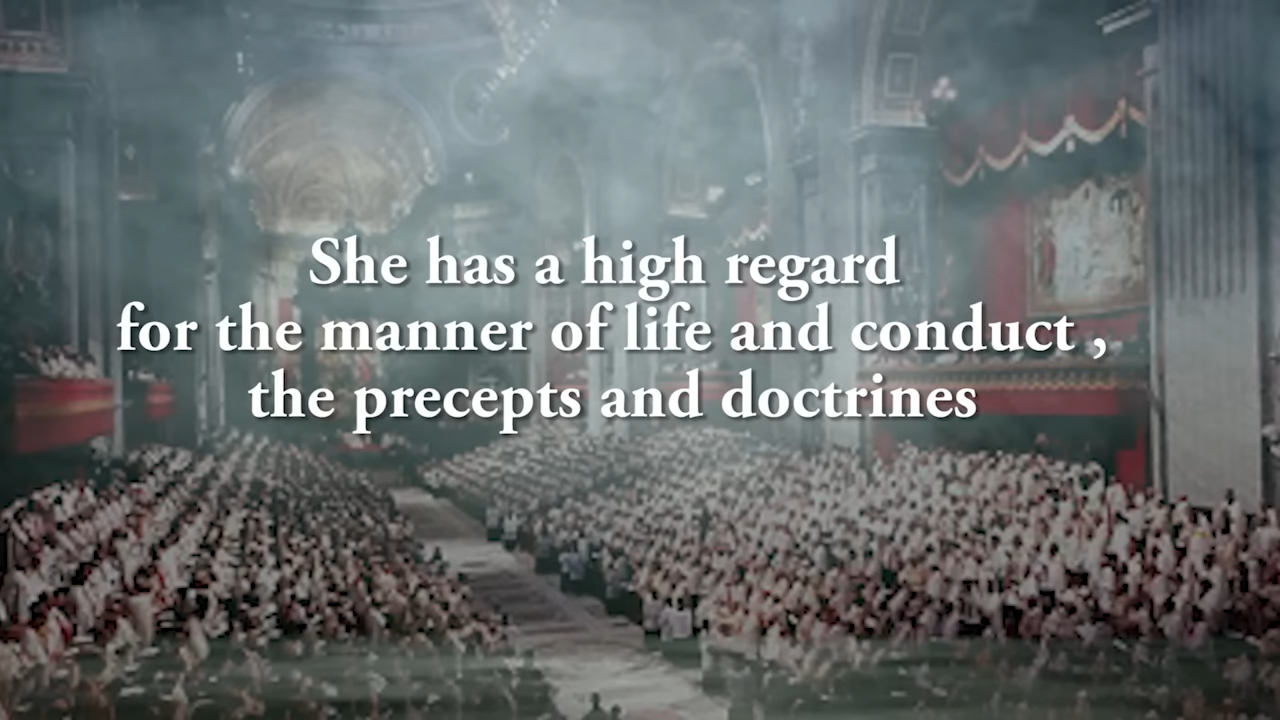 She has a high regard
for the manner of life and conduct ,
the precepts and doctrines